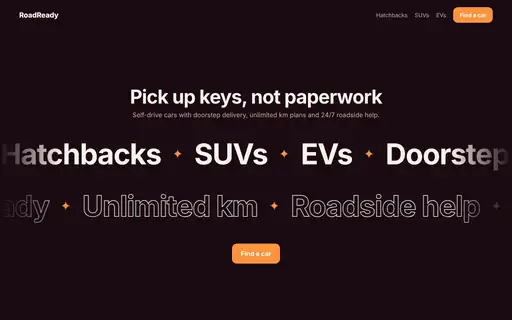 RoadReady
Hatchbacks SUVs EVs Find a car
Pick up keys, not paperwork
Self-drive cars with doorstep delivery, unlimited km plans and 24/7 roadside help.
Hatchbacks ✦ SUVs ✦ EVs ✦ Doorstep
ady ✦ Unlimited km ✦ Roadside help ✦
Find a car